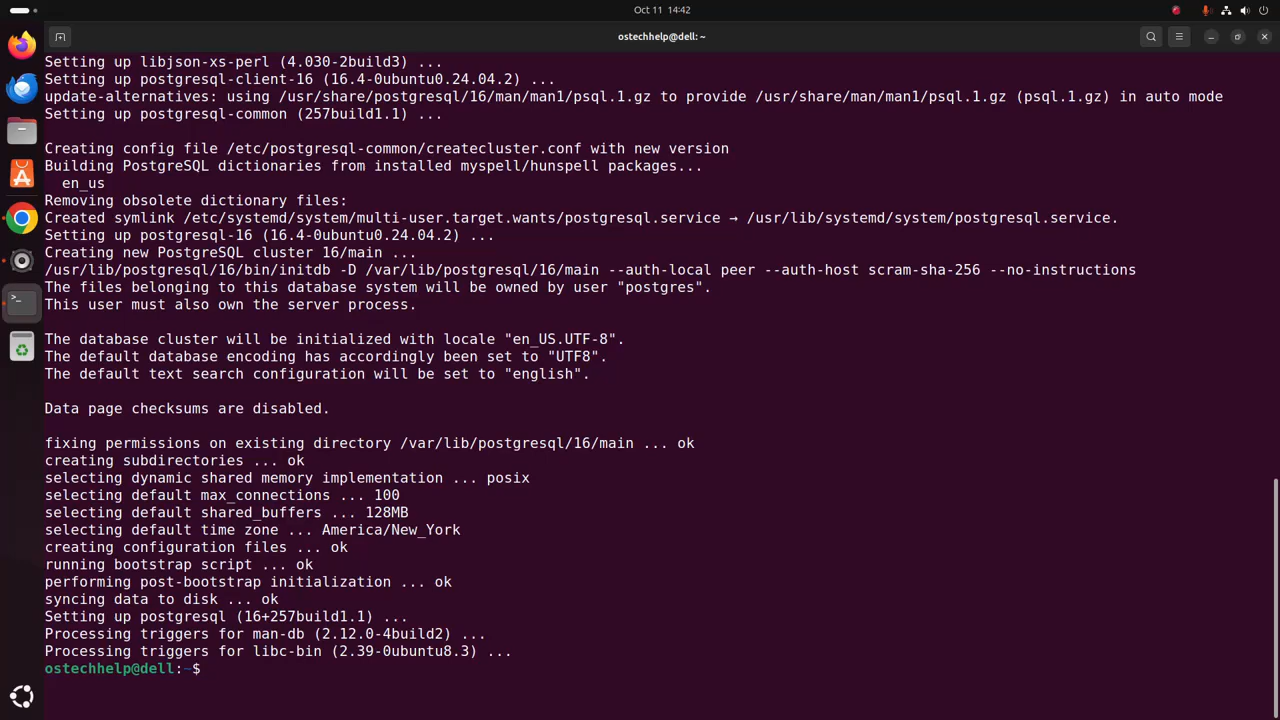 Oct 11  14:42
ostechhelp@dell: ~
Setting up libjson-xs-perl (4.030-2build3) ...
Setting up postgresql-client-16 (16.4-0ubuntu0.24.04.2) ...
update-alternatives: using /usr/share/postgresql/16/man/man1/psql.1.gz to provide /usr/share/man/man1/psql.1.gz (psql.1.gz) in auto mode
Setting up postgresql-common (257build1.1) ...

Creating config file /etc/postgresql-common/createcluster.conf with new version
Building PostgreSQL dictionaries from installed myspell/hunspell packages...
  en_us
Removing obsolete dictionary files:
Created symlink /etc/systemd/system/multi-user.target.wants/postgresql.service → /usr/lib/systemd/system/postgresql.service.
Setting up postgresql-16 (16.4-0ubuntu0.24.04.2) ...
Creating new PostgreSQL cluster 16/main ...
/usr/lib/postgresql/16/bin/initdb -D /var/lib/postgresql/16/main --auth-local peer --auth-host scram-sha-256 --no-instructions
The files belonging to this database system will be owned by user "postgres".
This user must also own the server process.

The database cluster will be initialized with locale "en_US.UTF-8".
The default database encoding has accordingly been set to "UTF8".
The default text search configuration will be set to "english".

Data page checksums are disabled.

fixing permissions on existing directory /var/lib/postgresql/16/main ... ok
creating subdirectories ... ok
selecting dynamic shared memory implementation ... posix
selecting default max_connections ... 100
selecting default shared_buffers ... 128MB
selecting default time zone ... America/New_York
creating configuration files ... ok
running bootstrap script ... ok
performing post-bootstrap initialization ... ok
syncing data to disk ... ok
Setting up postgresql (16+257build1.1) ...
Processing triggers for man-db (2.12.0-4build2) ...
Processing triggers for libc-bin (2.39-0ubuntu8.3) ...
ostechhelp@dell:~$